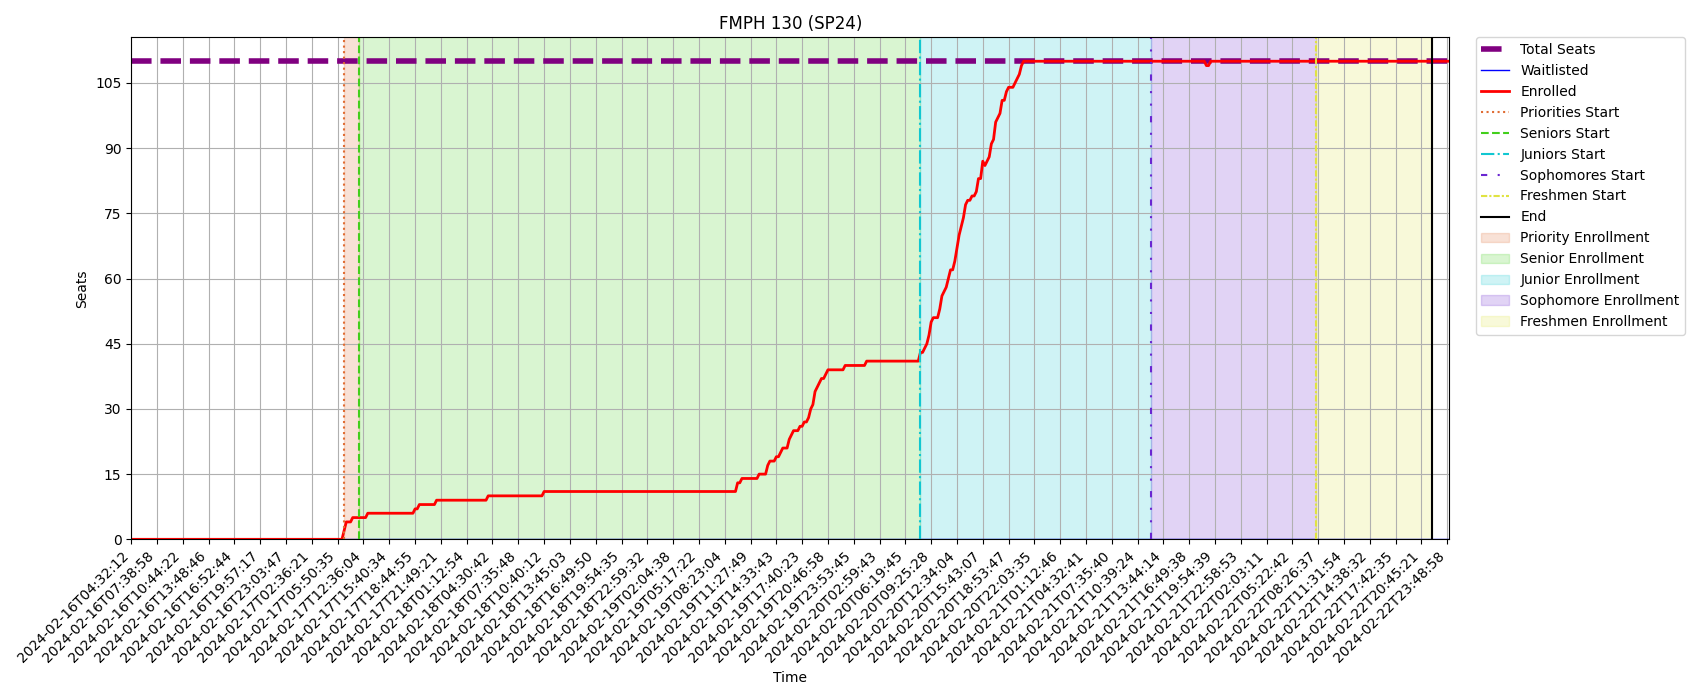 FMPH 130 (SP24)
Seats
105
90
75
60
45
30
15
0
2024-02-16T04:32:12
2024-02-16T07:38:58
2024-02-16T10:44:22
2024-02-16T13:48:46
2024-02-16T16:52:44
2024-02-16T19:57:17
2024-02-16T23:03:47
2024-02-17T02:36:21
2024-02-17T05:50:35
2024-02-17T12:36:04
2024-02-17T15:40:34
2024-02-17T18:44:55
2024-02-17T21:49:21
2024-02-18T01:12:54
2024-02-18T04:30:42
2024-02-18T07:35:48
2024-02-18T10:40:12
2024-02-18T13:45:03
2024-02-18T16:49:50
2024-02-18T19:54:35
2024-02-18T22:59:32
2024-02-19T02:04:38
2024-02-19T05:17:22
2024-02-19T08:23:04
2024-02-19T11:27:49
2024-02-19T14:33:43
2024-02-19T17:40:23
2024-02-19T20:46:58
2024-02-19T23:53:45
2024-02-20T02:59:43
2024-02-20T06:19:45
2024-02-20T09:25:28
2024-02-20T12:34:04
2024-02-20T15:43:07
2024-02-20T18:53:47
2024-02-20T22:03:35
2024-02-21T01:12:46
2024-02-21T04:32:41
2024-02-21T07:35:40
2024-02-21T10:39:24
2024-02-21T13:44:14
2024-02-21T16:49:38
2024-02-21T19:54:39
2024-02-21T22:58:53
2024-02-22T02:03:11
2024-02-22T05:22:42
2024-02-22T08:26:37
2024-02-22T11:31:54
2024-02-22T14:38:32
2024-02-22T17:42:35
2024-02-22T20:45:21
2024-02-22T23:48:58
Time
Total Seats
Waitlisted
Enrolled
Priorities Start
Seniors Start
Juniors Start
Sophomores Start
Freshmen Start
End
Priority Enrollment
Senior Enrollment
Junior Enrollment
Sophomore Enrollment
Freshmen Enrollment